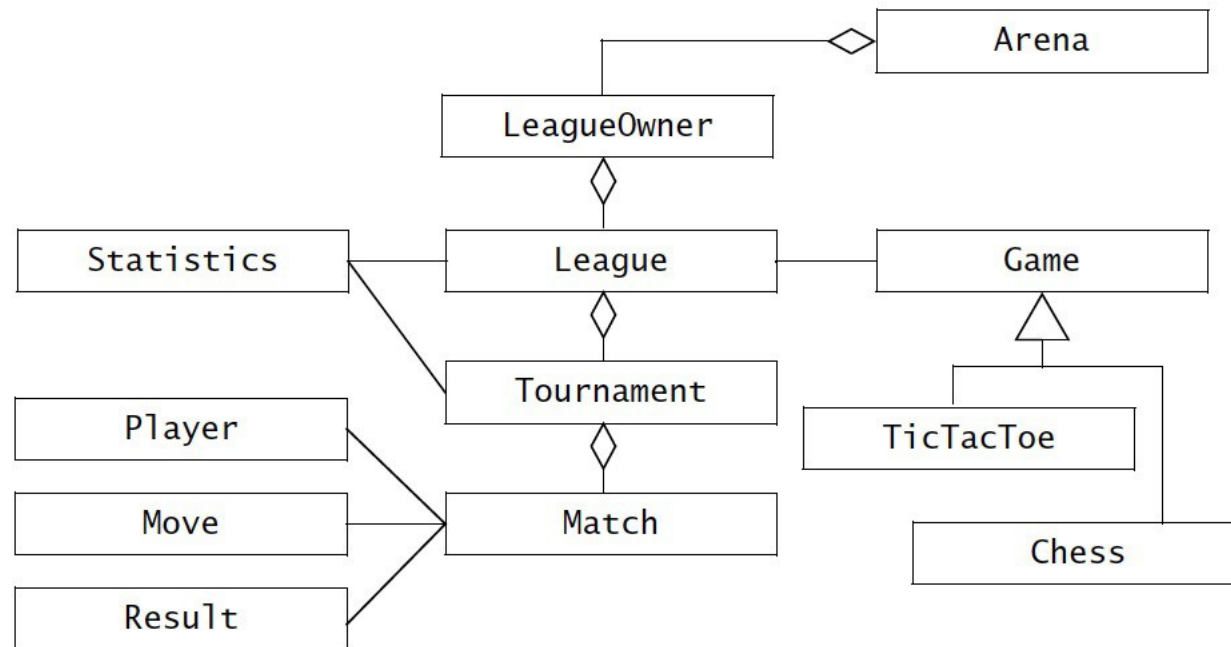 Arena
LeagueOwner
Statistics
League
Game
Tournament
Player
TicTacToe
Move
Match
Chess
Result